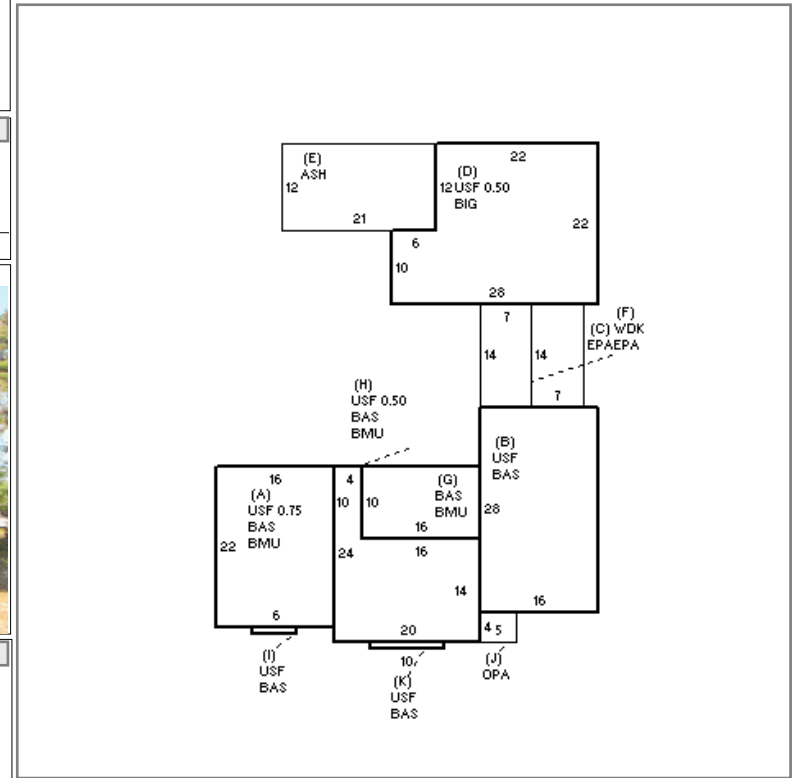 22
(E)
ASH
12
21
(D)
12 USF 0.50
BIG
22
6
10
28
7
(F)
(C) WDK
EPAEPA
14
14
7
(H)
USF 0.50
BAS
BMU
16
(A)
USF 0.75
BAS
BMU
22
6
4
10
10
(G)
BAS
BMU
16
24
16
14
20
(B)
USF
BAS
28
16
4 5
(J)
OPA
(I)
USF
BAS
10
(K)
USF
BAS